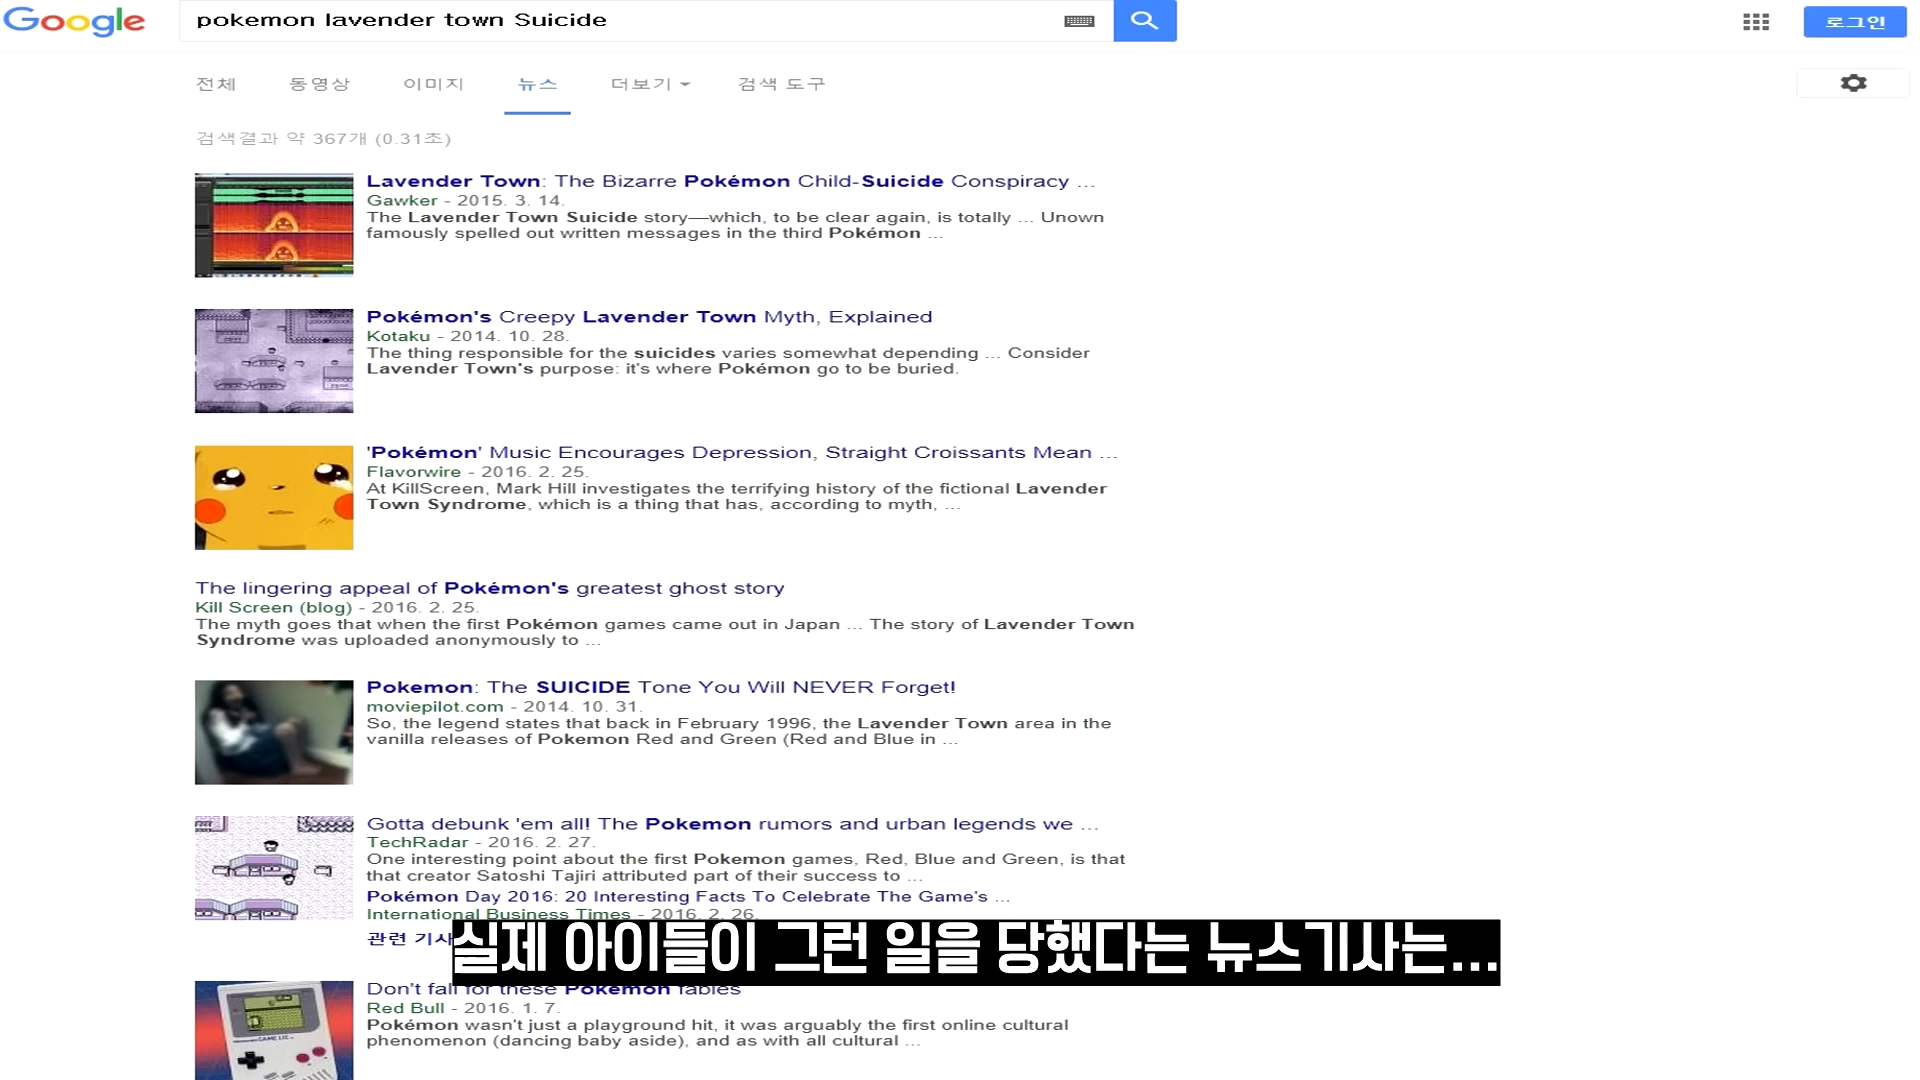 Google
pokemon lavender town Suicide
로그인
전체 동영상 이미지 뉴스 더보기 검색 도구
검색결과 약 367개 (0.31초)
Lavender Town: The Bizarre Pokémon Child-Suicide Conspiracy ...
Gawker - 2015. 3. 14.
The Lavender Town Suicide story—which, to be clear again, is totally ... Unown
famously spelled out written messages in the third Pokémon ...
Pokémon's Creepy Lavender Town Myth, Explained
Kotaku - 2014. 10. 28.
The thing responsible for the suicides varies somewhat depending ... Consider
Lavender Town's purpose: it's where Pokémon go to be buried.
'Pokémon' Music Encourages Depression, Straight Croissants Mean ...
Flavorwire - 2016. 2. 25.
At KillScreen, Mark Hill investigates the terrifying history of the fictional Lavender
Town Syndrome, which is a thing that has, according to myth, ...
The lingering appeal of Pokémon's greatest ghost story
Kill Screen (blog) - 2016. 2. 25.
The myth goes that when the first Pokémon games came out in Japan ... The story of Lavender Town
Syndrome was uploaded anonymously to ...
Pokemon: The SUICIDE Tone You Will NEVER Forget!
moviepilot.com - 2014. 10. 31.
So, the legend states that back in February 1996, the Lavender Town area in the
vanilla releases of Pokemon Red and Green (Red and Blue in ...
Gotta debunk 'em all! The Pokemon rumors and urban legends we ...
TechRadar - 2016. 2. 27.
One interesting point about the first Pokemon games, Red, Blue and Green, is that
that creator Satoshi Tajiri attributed part of their success to ...
Pokémon Day 2016: 20 Interesting Facts To Celebrate The Game's ...
International Business Times - 2016. 2. 26.
관련 기사
실제 아이들이 그런 일을 당했다는 뉴스기사는...
Don't fall for these Pokémon fables
Red Bull - 2016. 1. 7.
Pokémon wasn't just a playground hit, it was arguably the first online cultural
phenomenon (dancing baby aside), and as with all cultural ...